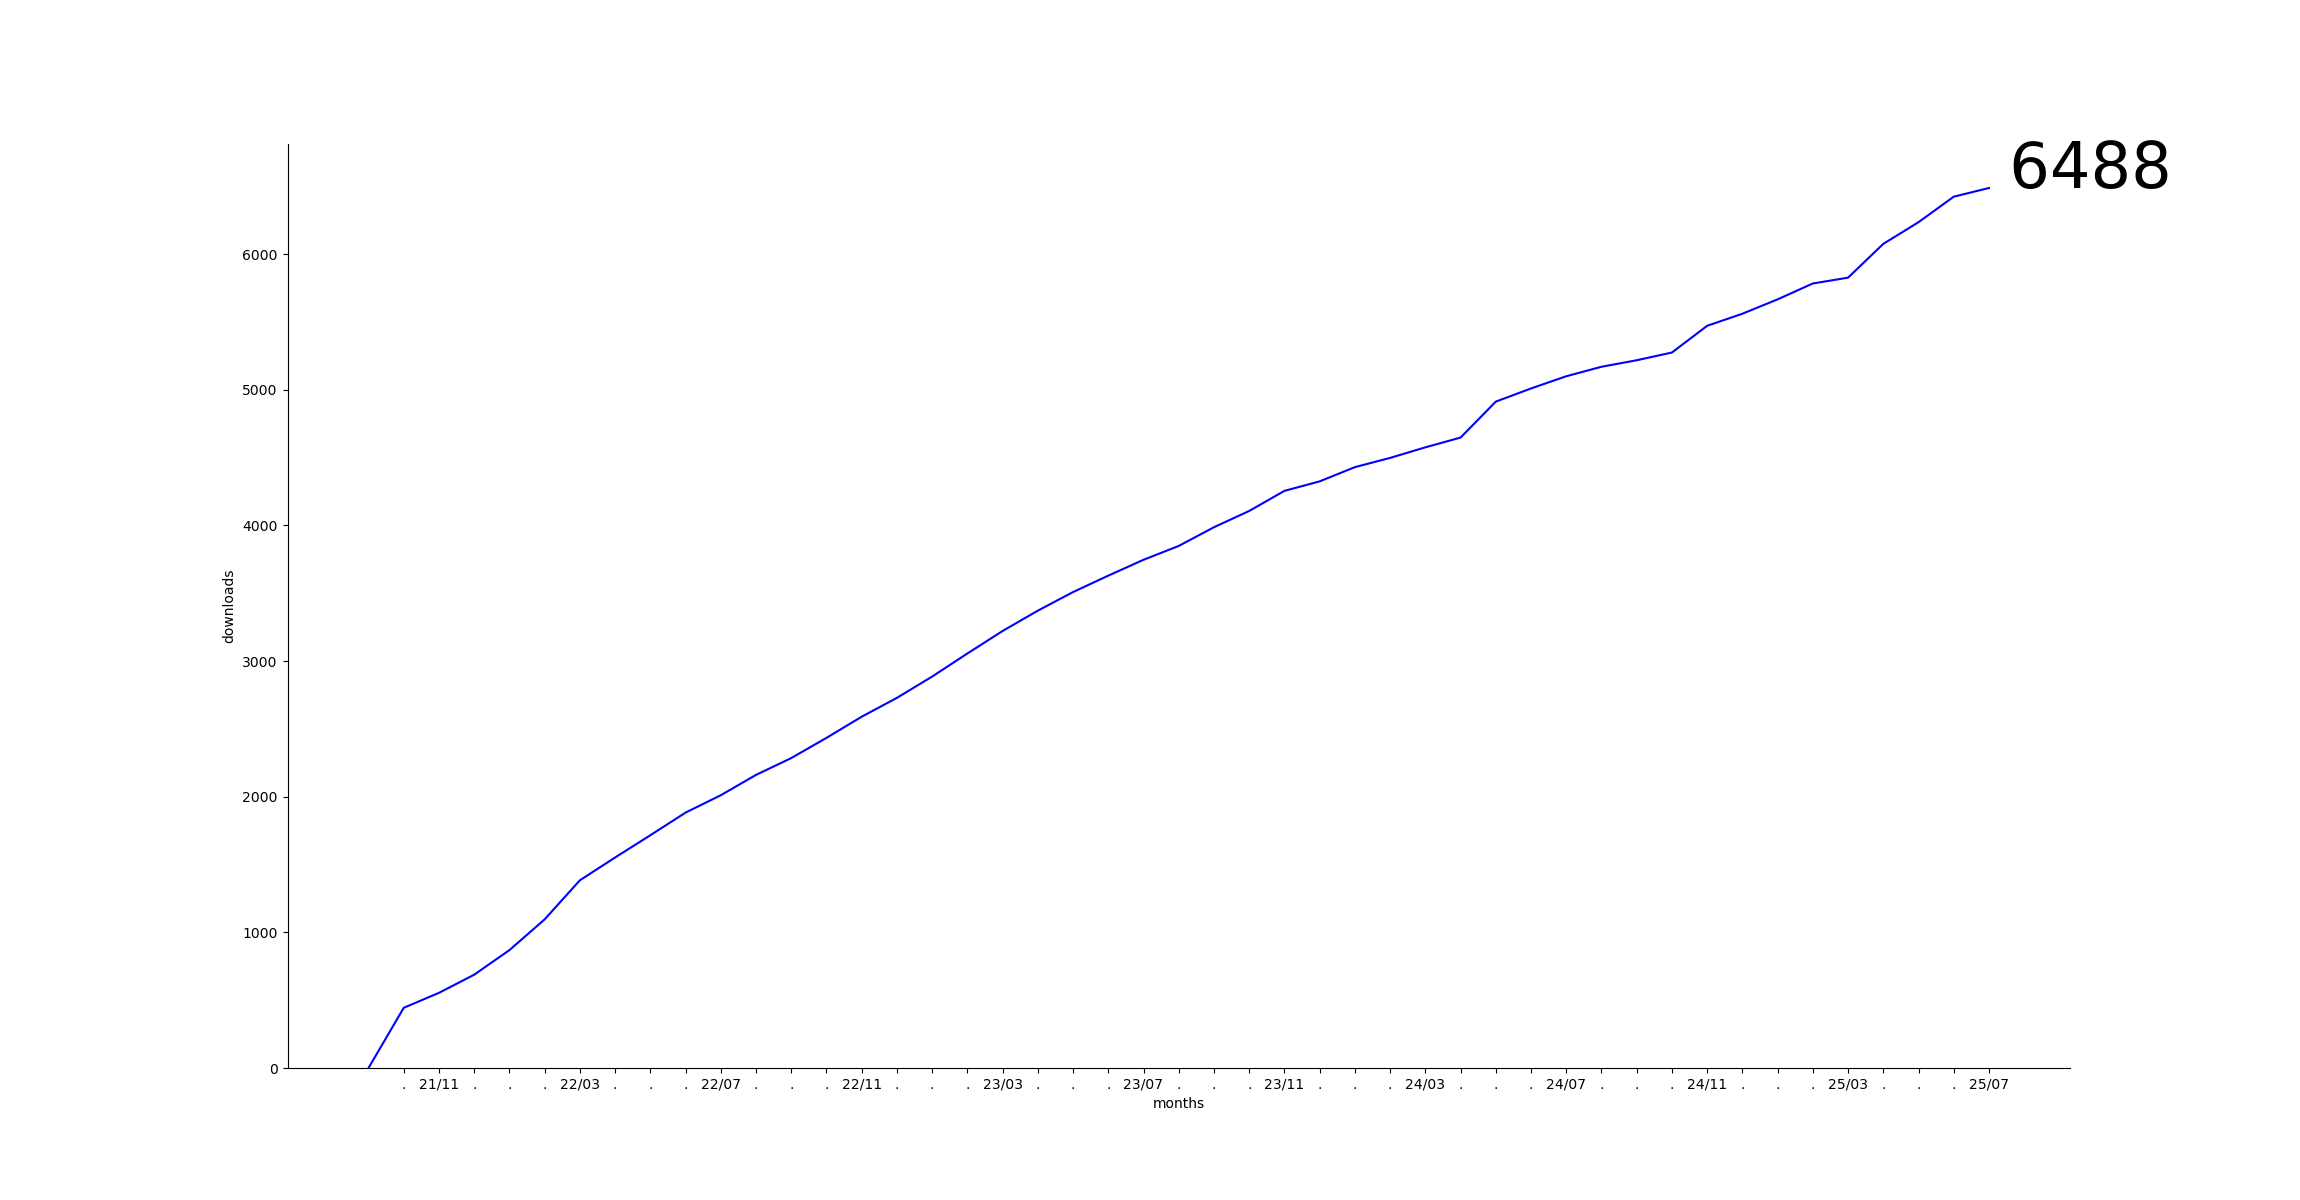 6488
6000
5000
4000
3000
2000
1000
0
downloads
. 21/11 . . . 22/03 . . . 22/07 . . . 22/11 . . . 23/03 . . . 23/07 . . . 23/11 . . . 24/03 . . . 24/07 . . . 24/11 . . . 25/03 . . . 25/07
months